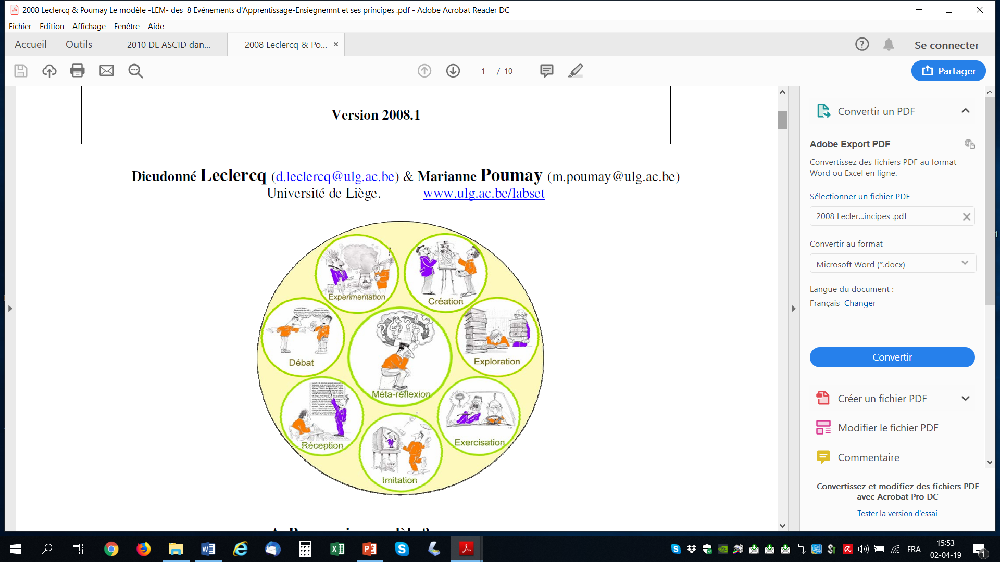 2008 Leclercq & Poumay Le modèle -LEM- des  8 Evénements d'Apprentissage-Ensiegnemnt et ses principes .pdf - Adobe Acrobat Reader DC
Fichier Edition Affichage Fenêtre Aide
Accueil Outils 2010 DL ASCID dan... 2008 Leclercq & Po... Se connecter
1 / 10 Partager
Version 2008.1
Dieudonné Leclercq (d.leclercq@ulg.ac.be) & Marianne Poumay (m.poumay@ulg.ac.be)
Université de Liège. www.ulg.ac.be/labset
Experimentation
Création
Débat
Méta-réflexion
Exploration
Réception
Imitation
Exercisation
Convertir un PDF
Adobe Export PDF
Convertissez des fichiers PDF au format
Word ou Excel en ligne.
Sélectionner un fichier PDF
2008 Lecler...incipes .pdf
Convertir au format
Microsoft Word (*.docx)
Langue du document :
Français Changer
Convertir
Créer un fichier PDF
Modifier le fichier PDF
Commentaire
Convertissez et modifiez des fichiers PDF
avec Acrobat Pro DC
Tester la version d'essai
FRA
15:53
02-04-19
1